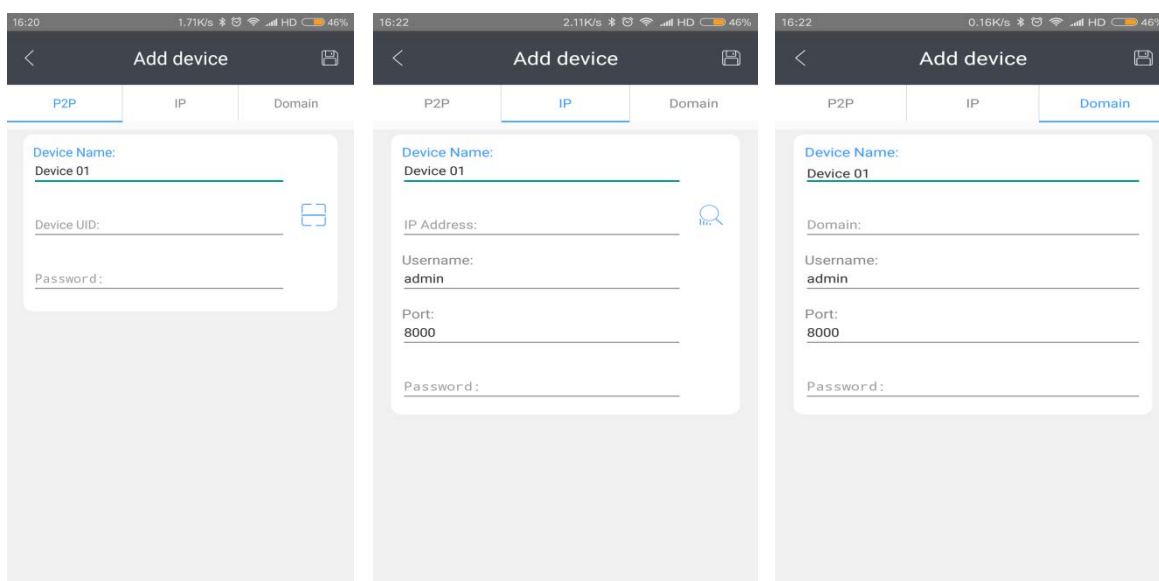 16:20 1.71K/s HD 46%
Add device
P2P IP Domain
Device Name:
Device 01
Device UID:
Password:
16:22 2.11K/s HD 46%
Add device
P2P IP Domain
Device Name:
Device 01
IP Address:
Username:
admin
Port:
8000
Password:
16:22 0.16K/s HD 46%
Add device
P2P IP Domain
Device Name:
Device 01
Domain:
Username:
admin
Port:
8000
Password: